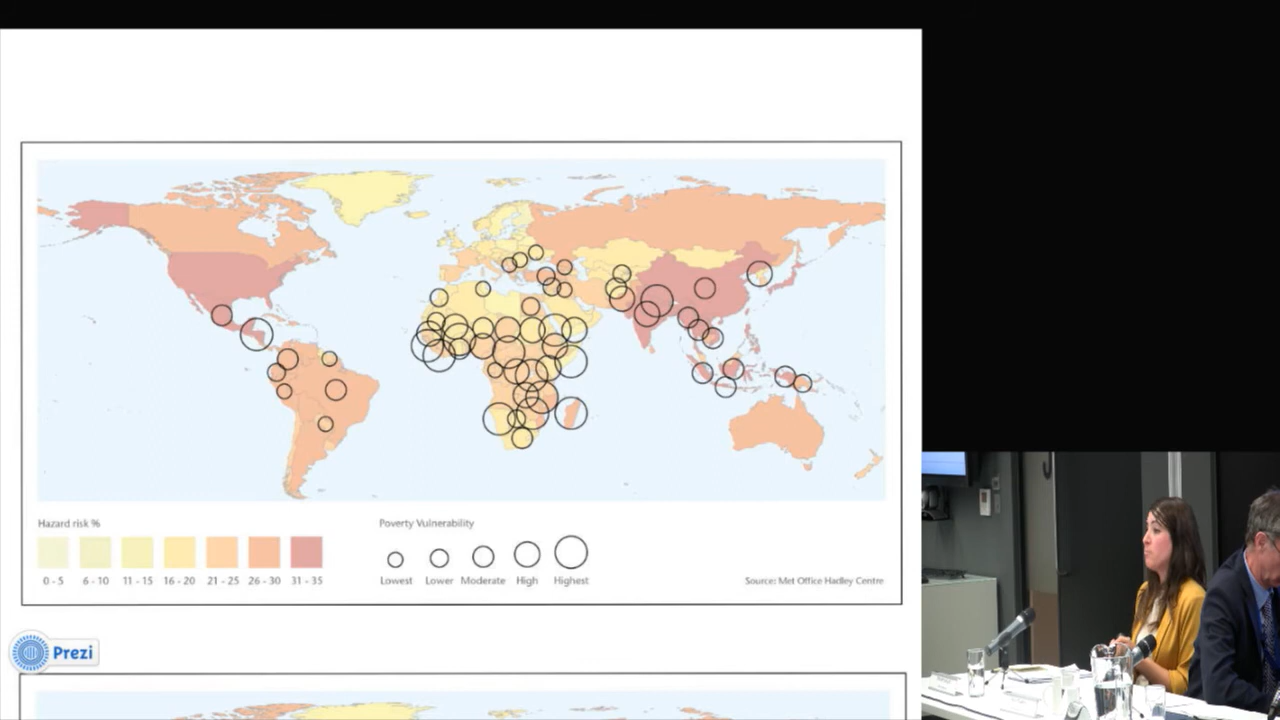 Hazard risk %
0 - 5
6 - 10
11 - 15
16 - 20
21 - 25
26 - 30
31 - 35
Poverty Vulnerability
Lowest
Lower
Moderate
High
Highest
Source: Met Office Hadley Centre
Prezi